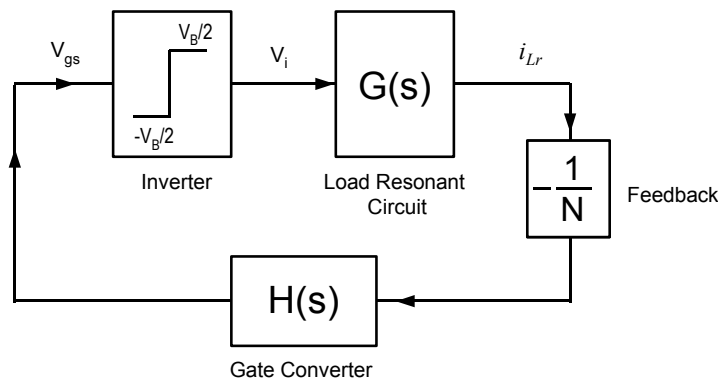 V_gs
V_B/2
-V_B/2
Inverter
V_i
G(s)
Load Resonant
Circuit
i_Lr
-1/N
Feedback
H(s)
Gate Converter